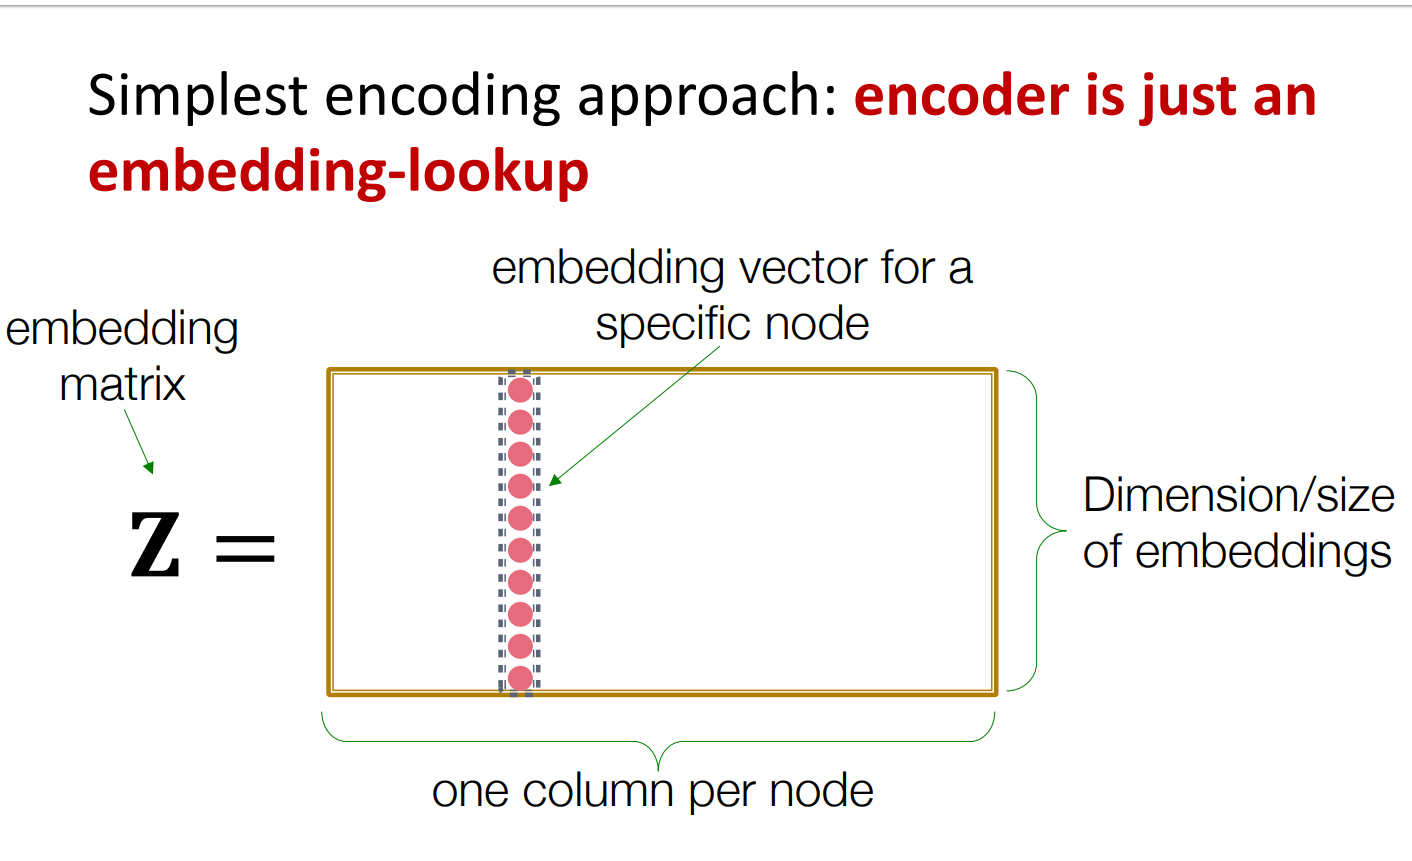 Simplest encoding approach: encoder is just an
embedding-lookup
embedding vector for a
specific node
embedding
matrix
Z =
Dimension/size
of embeddings
one column per node